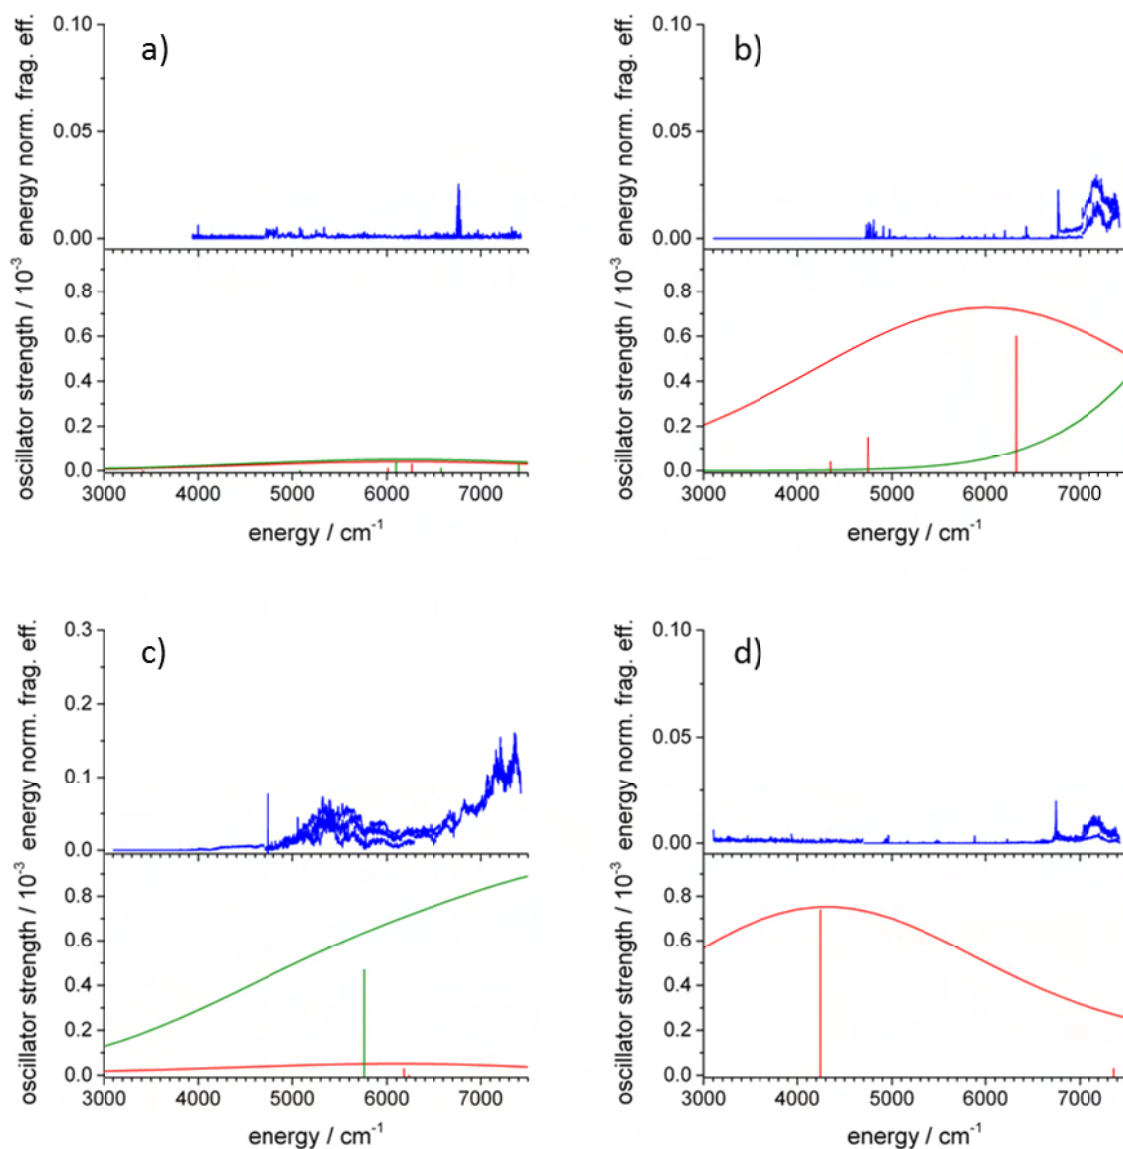 a)
energy norm. frag. eff.
0.10
0.05
0.00
oscillator strength / 10-3
0.8
0.6
0.4
0.2
0.0
3000 4000 5000 6000 7000
energy / cm-1
b)
energy norm. frag. eff.
0.10
0.05
0.00
oscillator strength / 10-3
0.8
0.6
0.4
0.2
0.0
3000 4000 5000 6000 7000
energy / cm-1
c)
energy norm. frag. eff.
0.3
0.2
0.1
0.0
oscillator strength / 10-3
0.8
0.6
0.4
0.2
0.0
3000 4000 5000 6000 7000
energy / cm-1
d)
energy norm. frag. eff.
0.10
0.05
0.00
oscillator strength / 10-3
0.8
0.6
0.4
0.2
0.0
3000 4000 5000 6000 7000
energy / cm-1